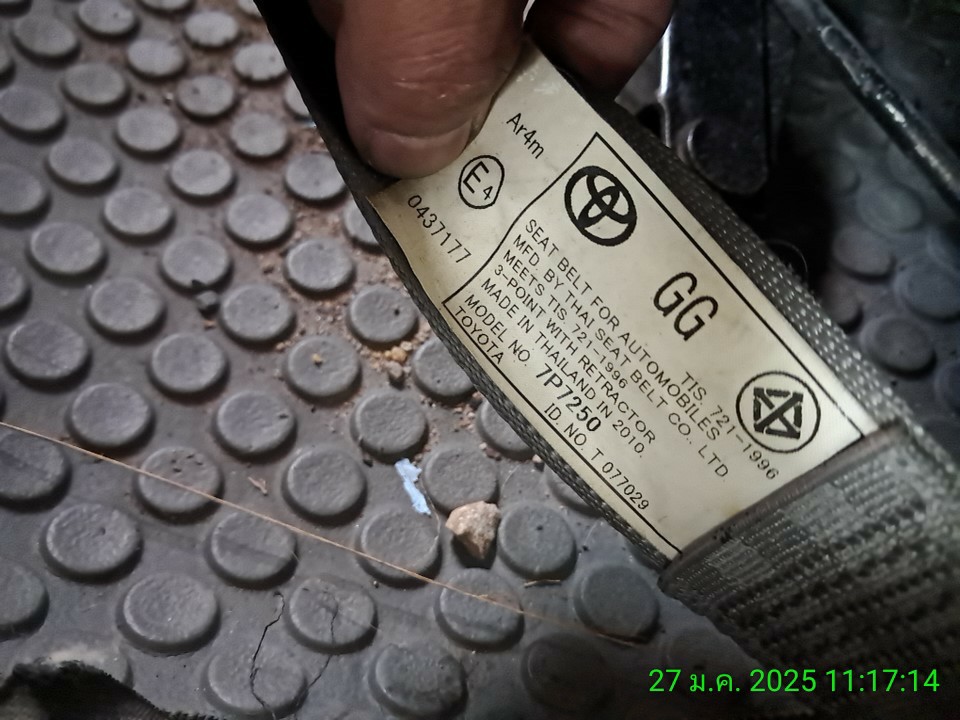 Ar4m
E4
0437177
GG
TIS. 721-1996
SEAT BELT FOR AUTOMOBILES
MFD. BY THAI SEAT BELT CO., LTD
MEETS TIS. 721-1996
3-POINT WITH RETRACTOR
MADE IN THAILAND IN 2010.
MODEL NO. 7P7250
TOYOTA ID. NO. T 077029
27 ม.ค. 2025 11:17:14